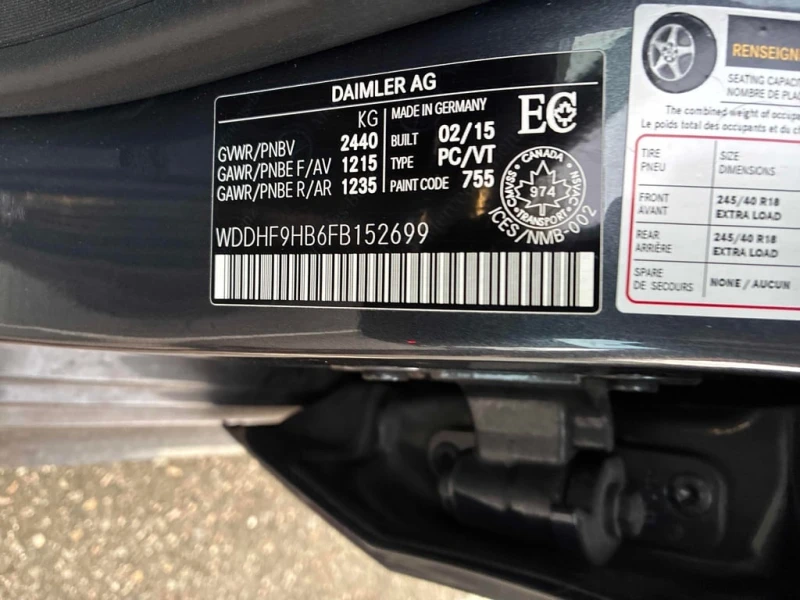 DAIMLER AG
KG
MADE IN GERMANY
GVWR/PNBV 2440
BUILT 02/15
GAWR/PNBE F/AV 1215
TYPE PC/VT
GAWR/PNBE R/AR 1235
PAINT CODE 755
EC
CANADA
CMVSS
974
NSVAC
TRANSPORT
ICES/NMB-002
WDDHF9HB6FB152699
RENSEIGN
SEATING CAPAC
NOMBRE DE PLA
The combined weight of occupa
Le poids total des occupants et du ch
TIRE
PNEU
SIZE
DIMENSIONS
FRONT
AVANT
245/40 R18
EXTRA LOAD
REAR
ARRIÈRE
245/40 R18
EXTRA LOAD
SPARE
DE SECOURS
NONE / AUCUN